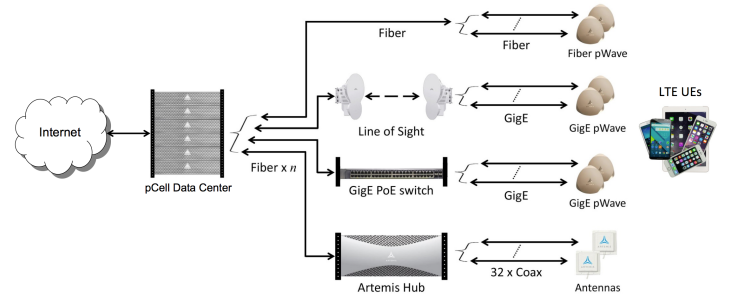 Fiber
Fiber
Fiber pWave
LTE UEs
Internet
Line of Sight
GigE
GigE pWave
pCell Data Center
Fiber x n
GigE PoE switch
GigE
GigE pWave
Artemis Hub
32 x Coax
Antennas